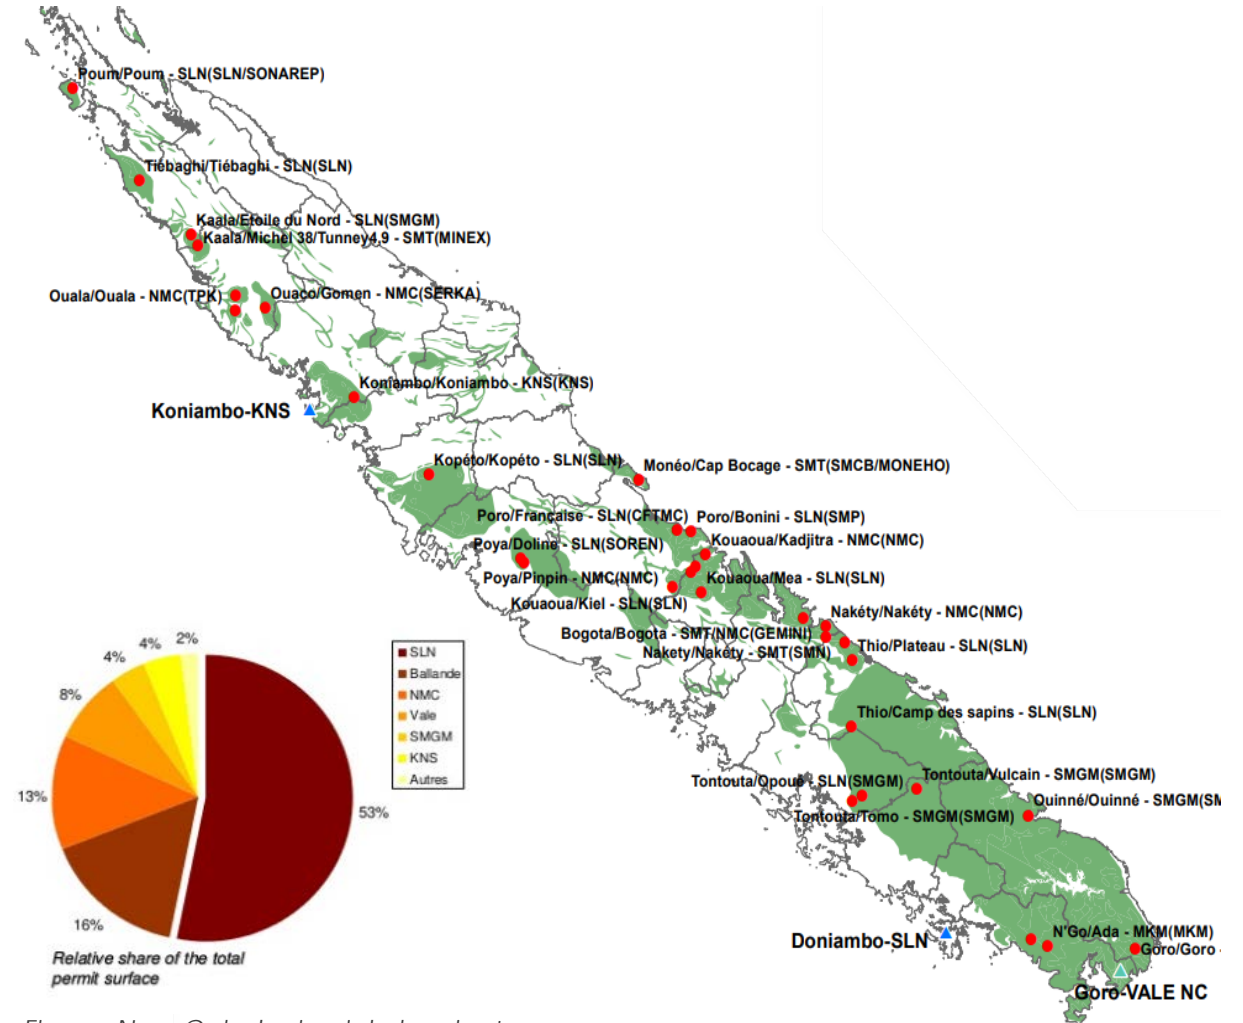 Poum/Poum - SLN(SLN/SONAREP)
Tiébaghi/Tiébaghi - SLN(SLN)
Kaala/Etoile du Nord - SLN(SMGM)
Kaala/Michel 38/Tunney4,9 - SMT(MINEX)
Ouala/Ouala - NMC(TPK)
Ouaco/Gomen - NMC(SERKA)
Koniambo/Koniambo - KNS(KNS)
Koniambo-KNS
Kopéto/Kopéto - SLN(SLN)
Monéo/Cap Bocage - SMT(SMCB/MONEHO)
Poro/Française - SLN(CFTMC)
Poro/Bonini - SLN(SMP)
Kouaoua/Kadjitra - NMC(NMC)
Poya/Doline - SLN(SOREN)
Poya/Pinpin - NMC(NMC)
Kouaoua/Mea - SLN(SLN)
Kouaoua/Kiel - SLN(SLN)
Nakéty/Nakéty - NMC(NMC)
Bogota/Bogota - SMT/NMC(GEMINI)
Thio/Plateau - SLN(SLN)
Nakety/Nakéty - SMT(SMN)
Thio/Camp des sapins - SLN(SLN)
Tontouta/Vulcain - SMGM(SMGM)
Tontouta/Opoué - SLN(SMGM)
Ouinné/Ouinné - SMGM(SM
Tontouta/Tomo - SMGM(SMGM)
N'Go/Ada - MKM(MKM)
Doniambo-SLN
Goro/Goro -
Goro-VALE NC
2%
4%
4%
8%
13%
16%
53%
SLN
Ballande
NMC
Vale
SMGM
KNS
Autres
Relative share of the total
permit surface